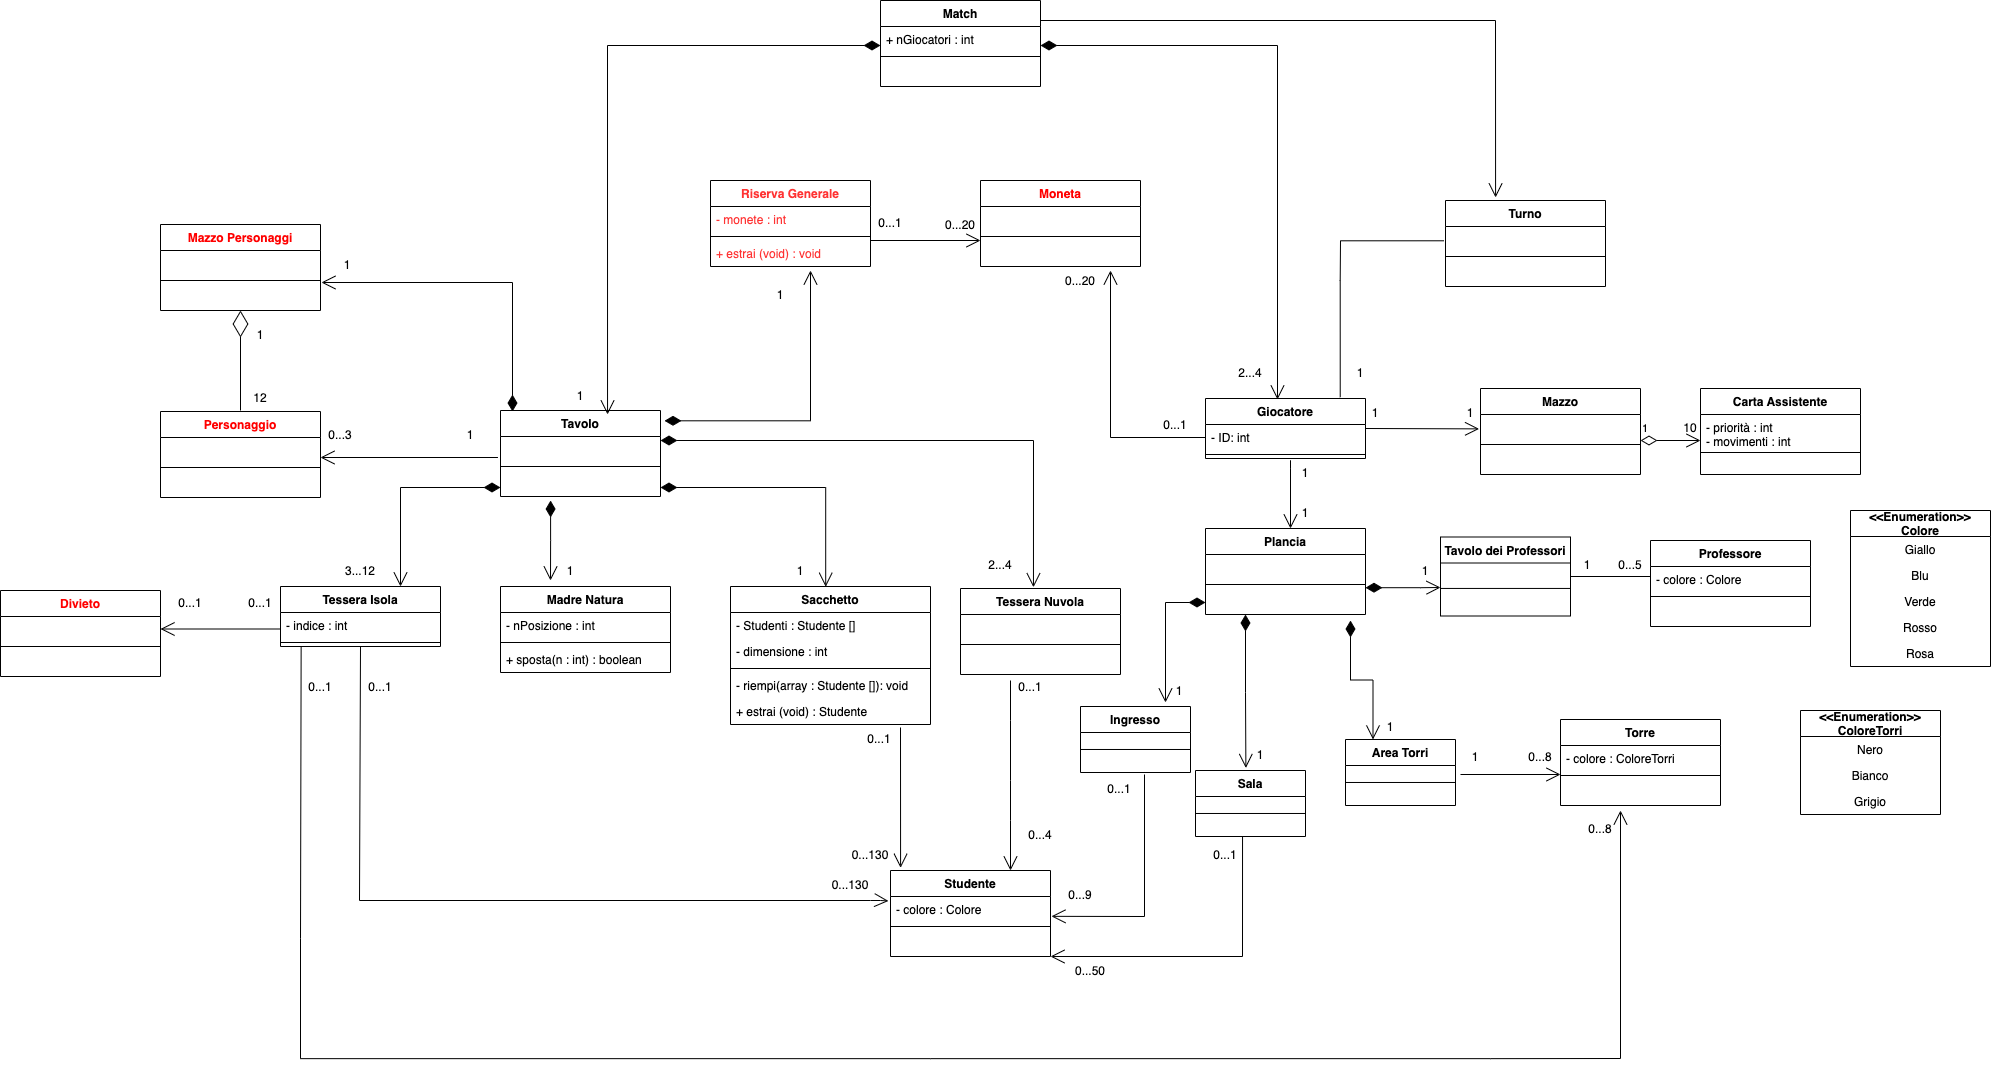 Match
+ nGiocatori : int
Riserva Generale
- monete : int
+ estrai (void) : void
0...1
0...20
Moneta
Turno
Mazzo Personaggi
1
1
0...20
1
12
1
2...4
1
Personaggio
0...3
1
Tavolo
0...1
Giocatore
- ID: int
1
1
Mazzo
1
10
Carta Assistente
- priorità : int
- movimenti : int
1
1
Plancia
<<Enumeration>>
Colore
Giallo
Blu
Verde
Rosso
Rosa
3...12
1
1
2...4
1
Tavolo dei Professori
1
0...5
Professore
- colore : Colore
Divieto
0...1
0...1
Tessera Isola
- indice : int
Madre Natura
- nPosizione : int
+ sposta(n : int) : boolean
Sacchetto
- Studenti : Studente []
- dimensione : int
- riempi(array : Studente []): void
+ estrai (void) : Studente
Tessera Nuvola
0...1
0...1
0...1
0...1
1
Ingresso
0...1
1
Sala
0...1
1
Area Torri
1
0...8
Torre
- colore : ColoreTorri
<<Enumeration>>
ColoreTorri
Nero
Bianco
Grigio
0...8
0...4
0...130
0...130
Studente
- colore : Colore
0...9
0...50